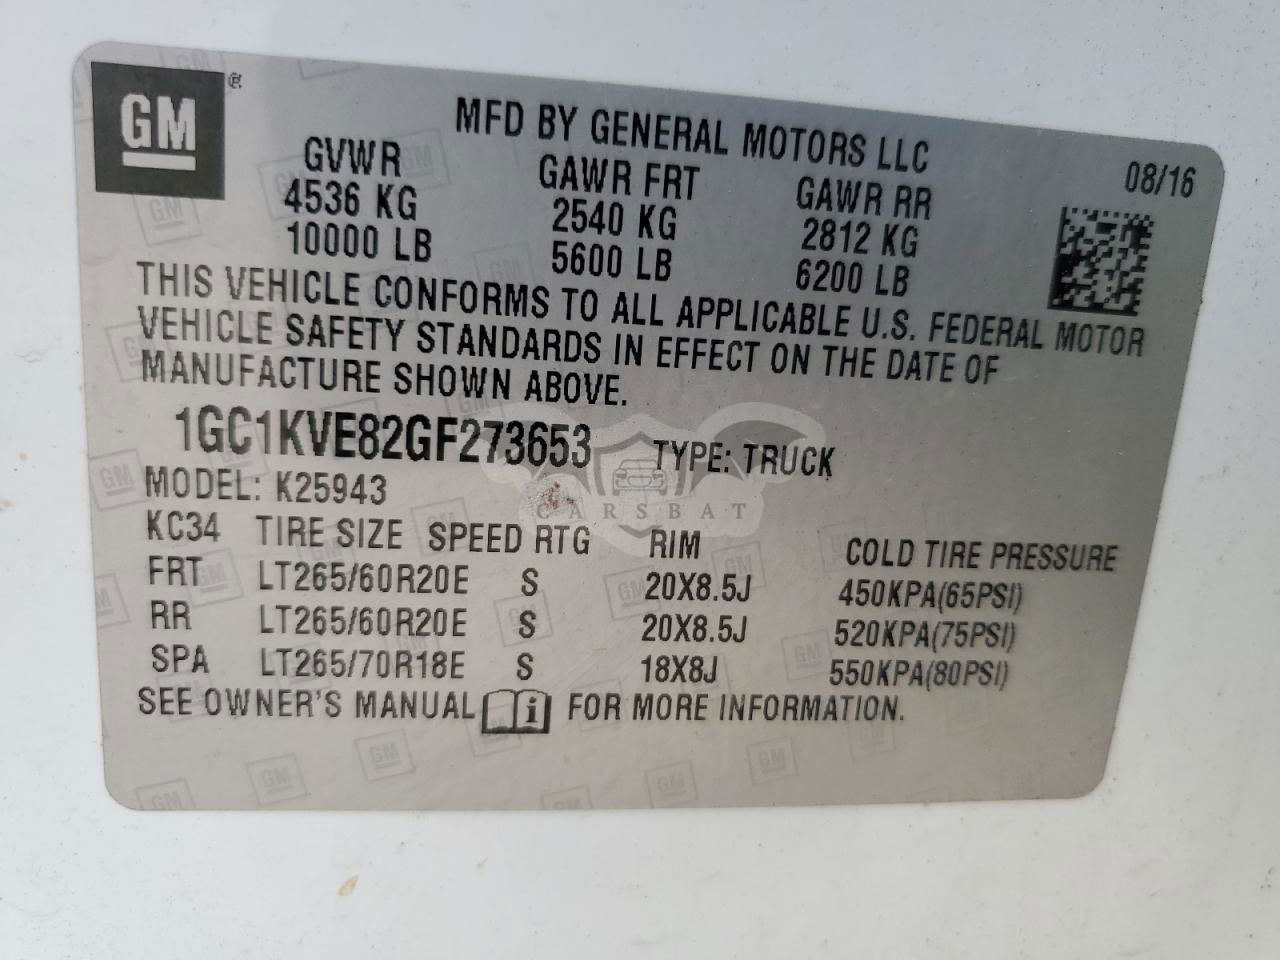 GM
MFD BY GENERAL MOTORS LLC
08/16
GVWR GAWR FRT GAWR RR
4536 KG 2540 KG 2812 KG
10000 LB 5600 LB 6200 LB
THIS VEHICLE CONFORMS TO ALL APPLICABLE U.S. FEDERAL MOTOR
VEHICLE SAFETY STANDARDS IN EFFECT ON THE DATE OF
MANUFACTURE SHOWN ABOVE.
1GC1KVE82GF273653 TYPE: TRUCK
MODEL: K25943
CARSBAT
KC34 TIRE SIZE SPEED RTG RIM COLD TIRE PRESSURE
FRT LT265/60R20E S 20X8.5J 450KPA(65PSI)
RR LT265/60R20E S 20X8.5J 520KPA(75PSI)
SPA LT265/70R18E S 18X8J 550KPA(80PSI)
SEE OWNER'S MANUAL i FOR MORE INFORMATION.